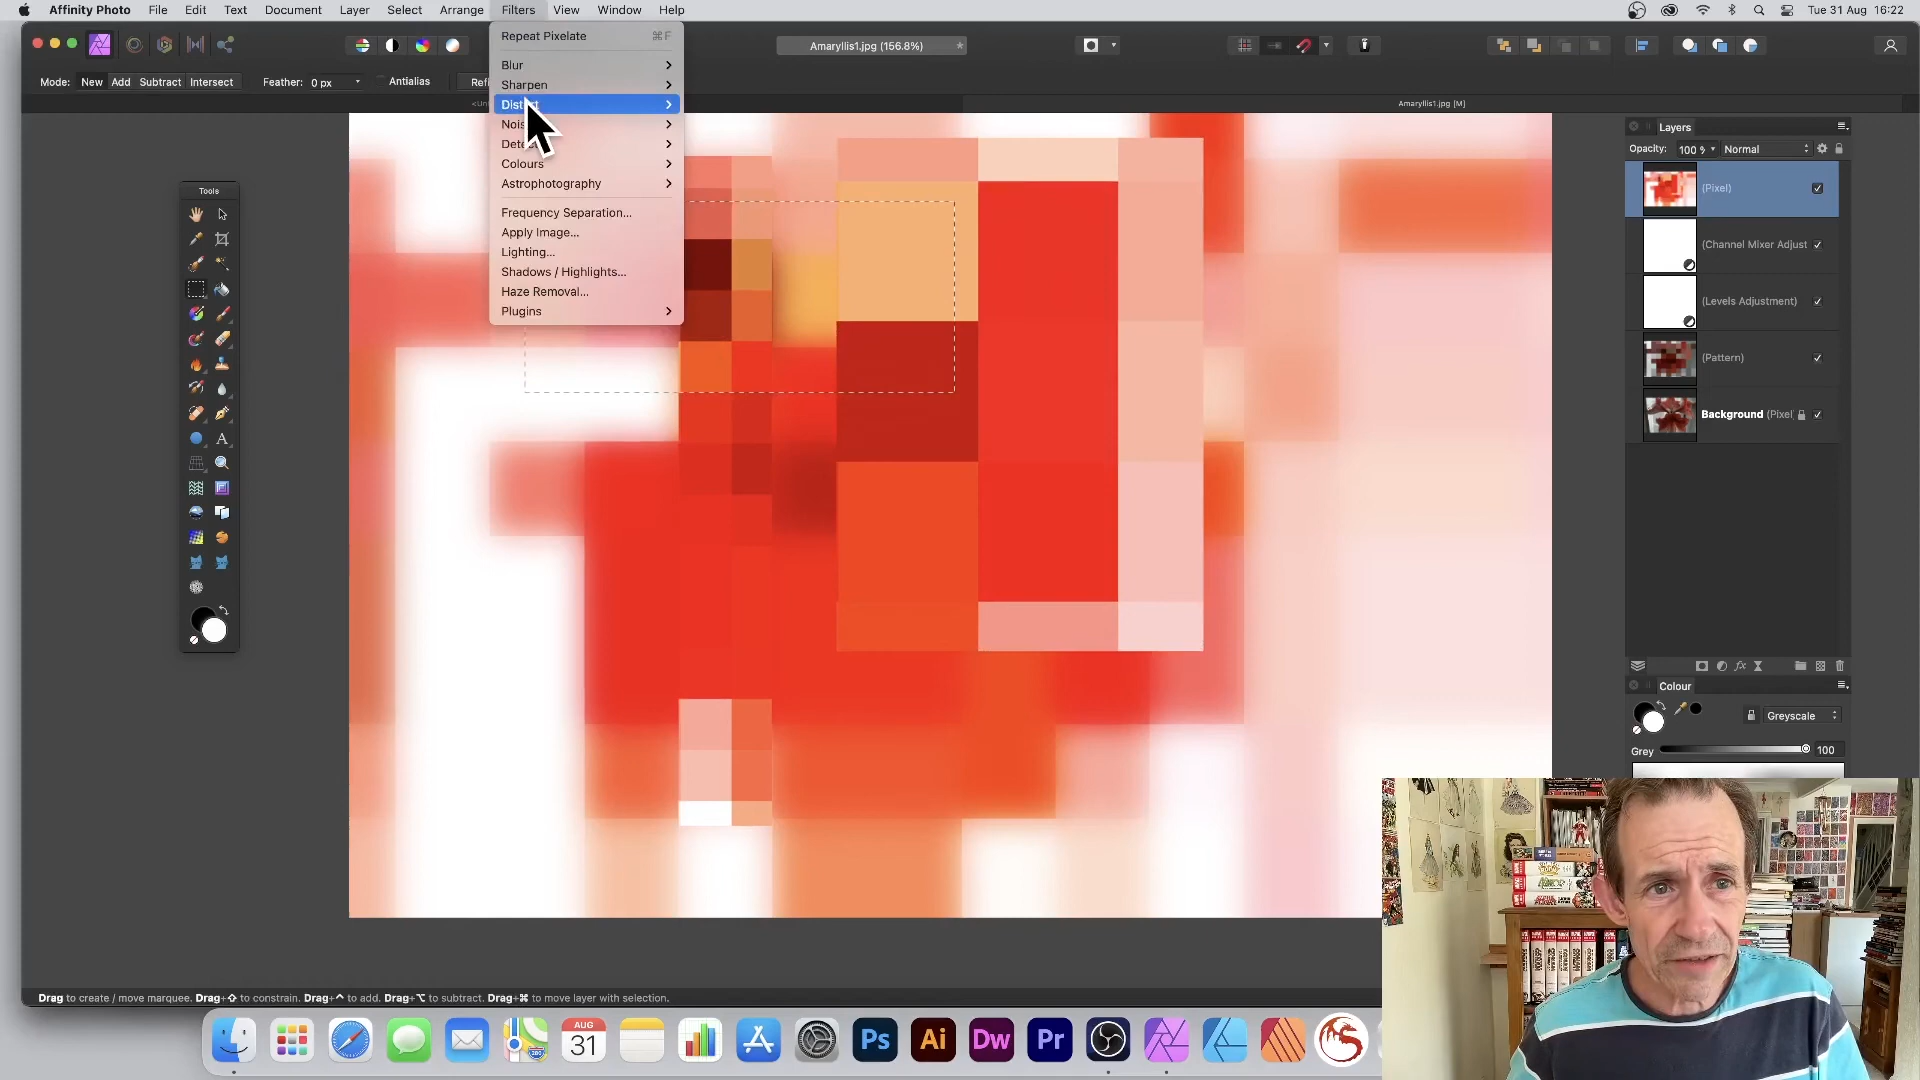 Affinity Photo File Edit Text Document Layer Select Arrange Filters View Window Help Tue 31 Aug 16:22
Repeat Pixelate ⌘F
Amaryllis1.jpg (156.8%) *
Mode: New Add Subtract Intersect Feather: 0 px Antialias
Blur
Sharpen
Amaryllis1.jpg [M]
Astrophotography
Colours
Frequency Separation...
Apply Image...
Lighting...
Shadows / Highlights...
Haze Removal...
Plugins
Tools
Layers
Opacity: 100 % Normal
(Pixel)
(Channel Mixer Adjust
(Levels Adjustment)
(Pattern)
Background (Pixel
Colour
Greyscale
Grey 100
Drag to create / move marquee. Drag+⇧ to constrain. Drag+^ to add. Drag+⌥ to subtract. Drag+⌘ to move layer with selection.
AUG
31
280
Ps
Ai
Dw
Pr